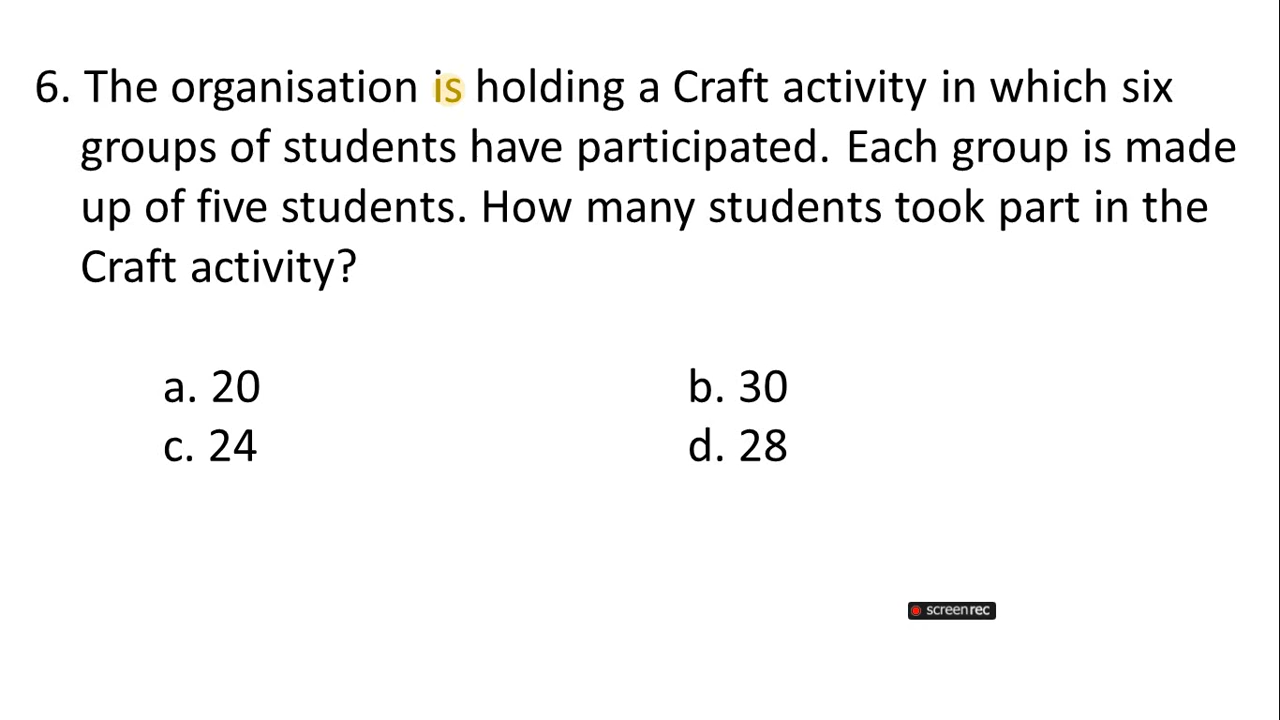 6. The organisation is holding a Craft activity in which six
groups of students have participated. Each group is made
up of five students. How many students took part in the
Craft activity?
a. 20 b. 30
c. 24 d. 28
screenrec